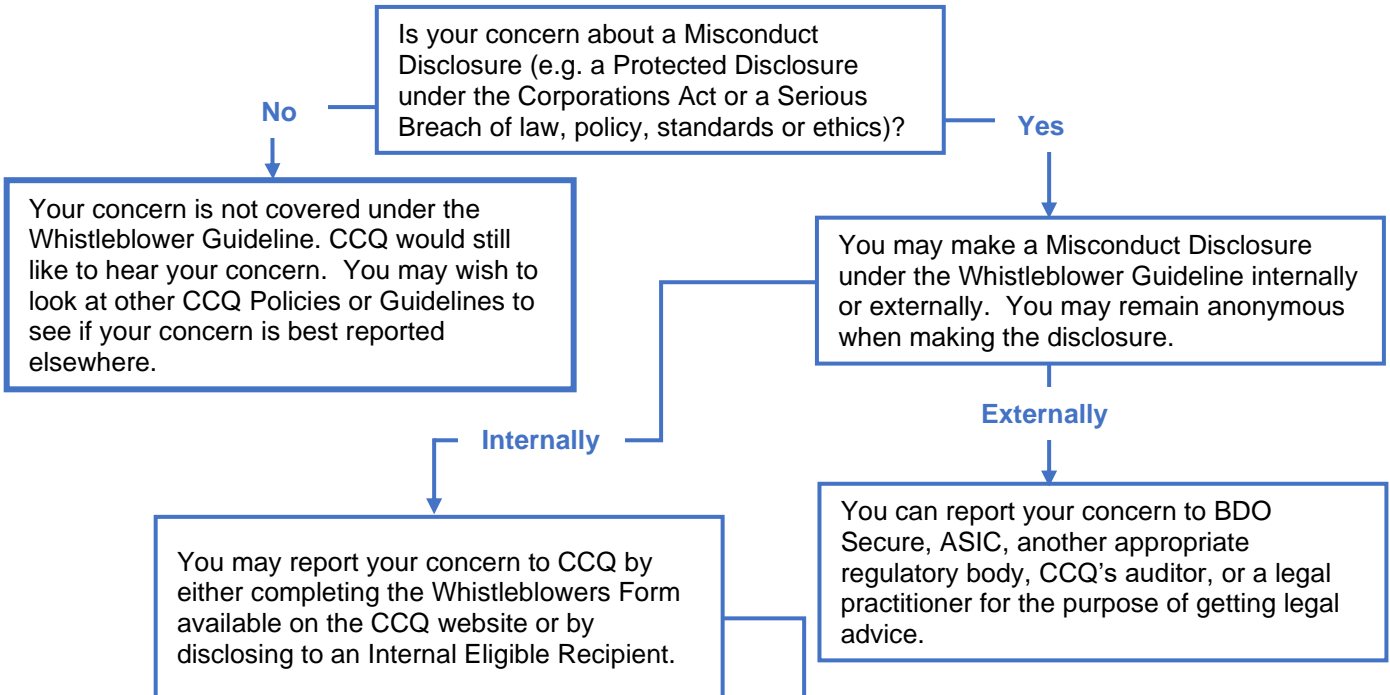 Is your concern about a Misconduct
Disclosure (e.g. a Protected Disclosure
under the Corporations Act or a Serious
Breach of law, policy, standards or ethics)?
No
Yes
Your concern is not covered under the
Whistleblower Guideline. CCQ would still
like to hear your concern.  You may wish to
look at other CCQ Policies or Guidelines to
see if your concern is best reported
elsewhere.
You may make a Misconduct Disclosure
under the Whistleblower Guideline internally
or externally.  You may remain anonymous
when making the disclosure.
Internally
Externally
You may report your concern to CCQ by
either completing the Whistleblowers Form
available on the CCQ website or by
disclosing to an Internal Eligible Recipient.
You can report your concern to BDO
Secure, ASIC, another appropriate
regulatory body, CCQ’s auditor, or a legal
practitioner for the purpose of getting legal
advice.